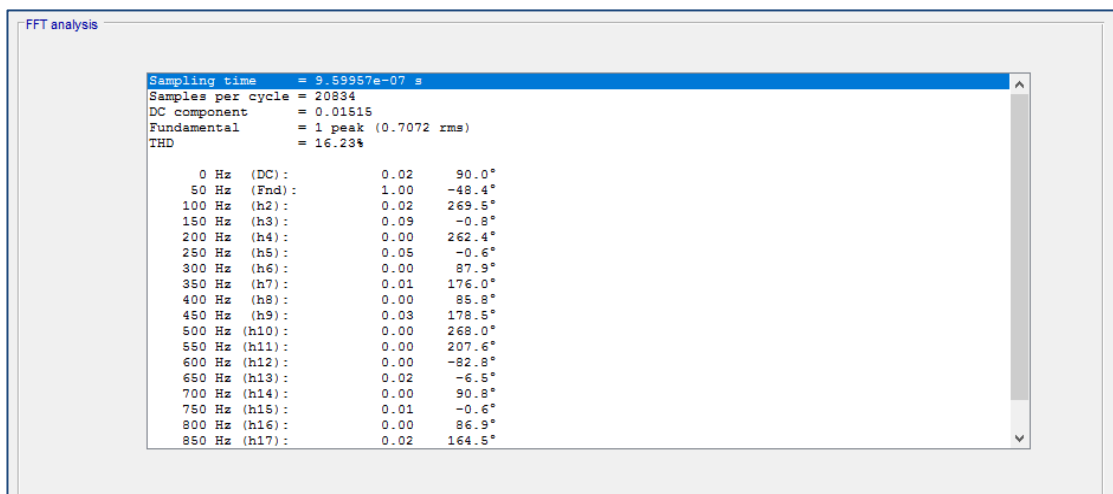 FFT analysis
Sampling time = 9.59957e-07 s
Samples per cycle = 20834
DC component = 0.01515
Fundamental = 1 peak (0.7072 rms)
THD = 16.23%
0 Hz (DC): 0.02 90.0°
50 Hz (Fnd): 1.00 -48.4°
100 Hz (h2): 0.02 269.5°
150 Hz (h3): 0.09 -0.8°
200 Hz (h4): 0.00 262.4°
250 Hz (h5): 0.05 -0.6°
300 Hz (h6): 0.00 87.9°
350 Hz (h7): 0.01 176.0°
400 Hz (h8): 0.00 85.8°
450 Hz (h9): 0.03 178.5°
500 Hz (h10): 0.00 268.0°
550 Hz (h11): 0.00 207.6°
600 Hz (h12): 0.00 -82.8°
650 Hz (h13): 0.02 -6.5°
700 Hz (h14): 0.00 90.8°
750 Hz (h15): 0.01 -0.6°
800 Hz (h16): 0.00 86.9°
850 Hz (h17): 0.02 164.5°